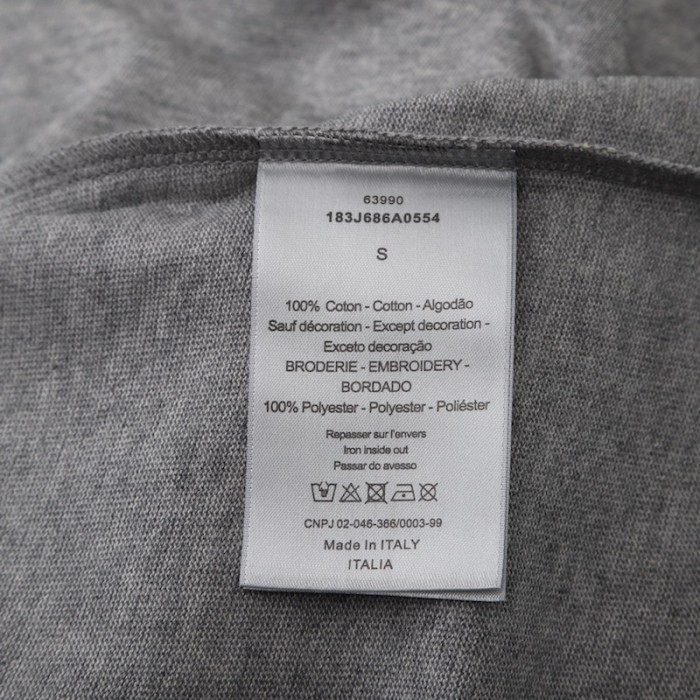 63990
183J686A0554
S
100% Coton - Cotton - Algodão
Sauf décoration - Except decoration -
Exceto decoração
BRODERIE - EMBROIDERY -
BORDADO
100% Polyester - Polyester - Poliéster
Repasser sur l'envers
Iron inside out
Passar do avesso
CNPJ 02-046-366/0003-99
Made In ITALY
ITALIA